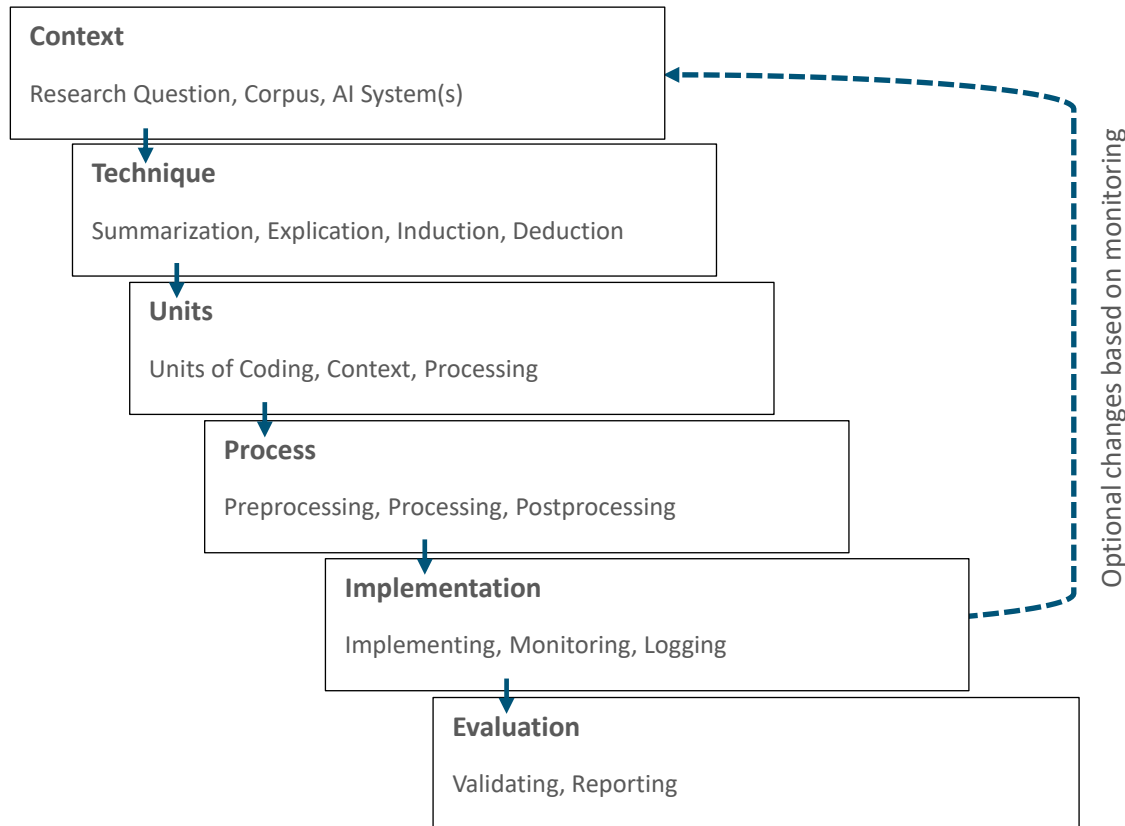 Context
Research Question, Corpus, AI System(s)
Technique
Summarization, Explication, Induction, Deduction
Units
Units of Coding, Context, Processing
Process
Preprocessing, Processing, Postprocessing
Implementation
Implementing, Monitoring, Logging
Evaluation
Validating, Reporting
Optional changes based on monitoring